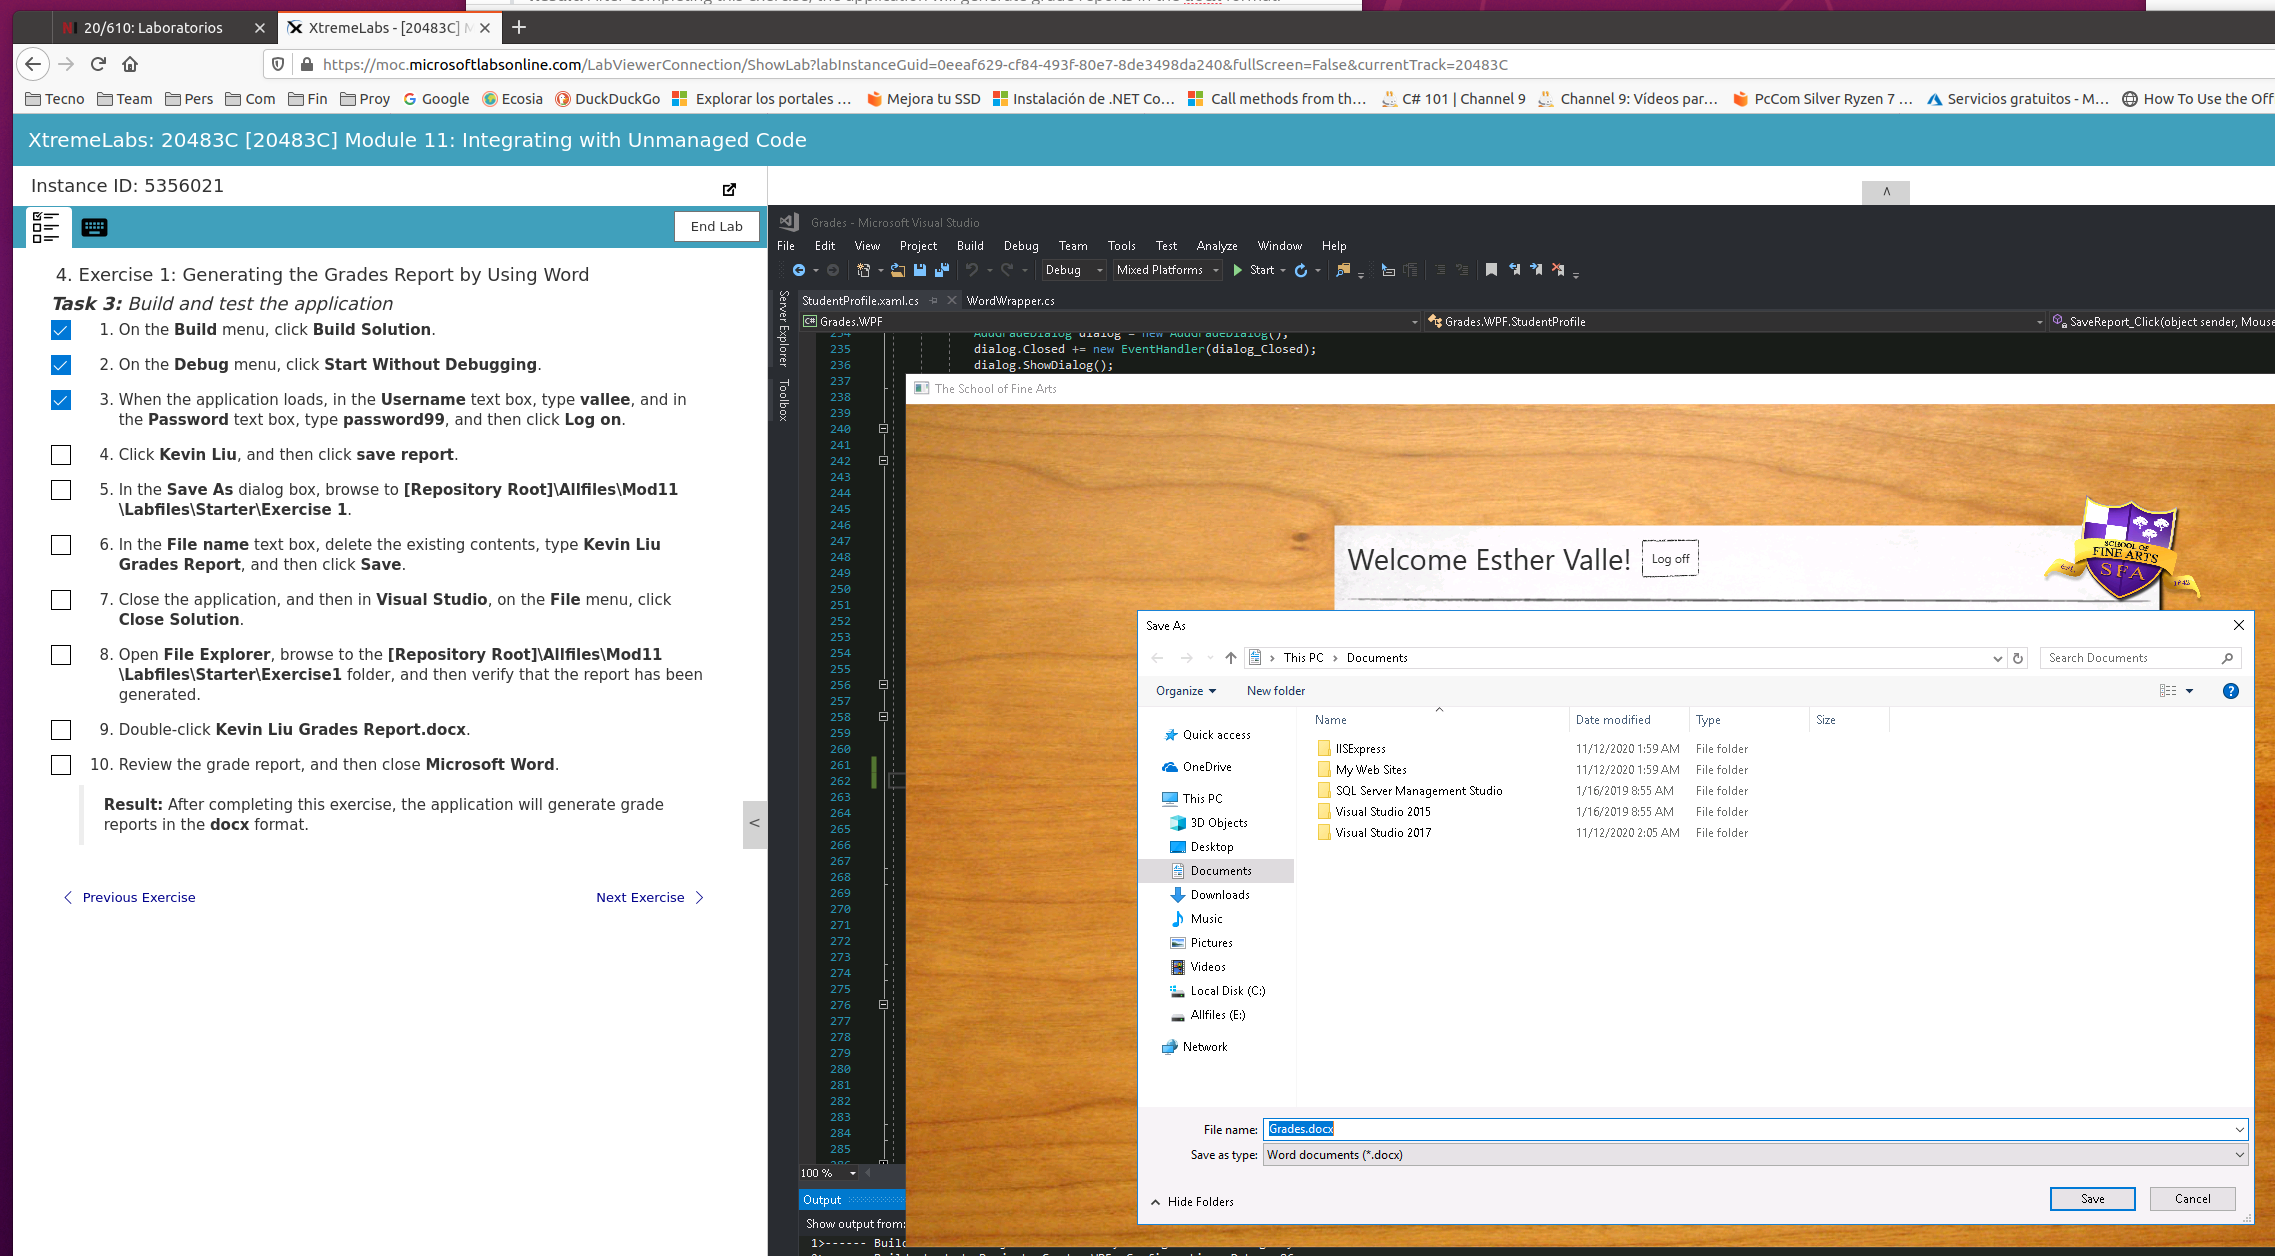 20/610: Laboratorios
XtremeLabs - [20483C]
https://moc.microsoftlabsonline.com/LabViewerConnection/ShowLab?labInstanceGuid=0eeaf629-cf84-493f-80e7-8de3498da240&fullScreen=False&currentTrack=20483C
Tecno Team Pers Com Fin Proy Google Ecosia DuckDuckGo Explorar los portales ... Mejora tu SSD Instalación de .NET Co... Call methods from th... C# 101 | Channel 9 Channel 9: Vídeos par... PcCom Silver Ryzen 7 ... Servicios gratuitos - M... How To Use the Off
XtremeLabs: 20483C [20483C] Module 11: Integrating with Unmanaged Code
Instance ID: 5356021
End Lab
4. Exercise 1: Generating the Grades Report by Using Word
Task 3: Build and test the application
1. On the Build menu, click Build Solution.
2. On the Debug menu, click Start Without Debugging.
3. When the application loads, in the Username text box, type vallee, and in
the Password text box, type password99, and then click Log on.
4. Click Kevin Liu, and then click save report.
5. In the Save As dialog box, browse to [Repository Root]\Allfiles\Mod11
\Labfiles\Starter\Exercise 1.
6. In the File name text box, delete the existing contents, type Kevin Liu
Grades Report, and then click Save.
7. Close the application, and then in Visual Studio, on the File menu, click
Close Solution.
8. Open File Explorer, browse to the [Repository Root]\Allfiles\Mod11
\Labfiles\Starter\Exercise1 folder, and then verify that the report has been
generated.
9. Double-click Kevin Liu Grades Report.docx.
10. Review the grade report, and then close Microsoft Word.
Result: After completing this exercise, the application will generate grade
reports in the docx format.
Previous Exercise
Next Exercise
Grades - Microsoft Visual Studio
File Edit View Project Build Debug Team Tools Test Analyze Window Help
Debug Mixed Platforms Start
Server Explorer
Toolbox
StudentProfile.xaml.cs WordWrapper.cs
Grades.WPF Grades.WPF.StudentProfile SaveReport_Click(object sender, Mouse
234 AddGradeDialog dialog = new AddGradeDialog();
235 dialog.Closed += new EventHandler(dialog_Closed);
236 dialog.ShowDialog();
237
238
239
240
241
242
243
244
245
246
247
248
249
250
251
252
253
254
255
256
257
258
259
260
261
262
263
264
265
266
267
268
269
270
271
272
273
274
275
276
277
278
279
280
281
282
283
284
285
286
100 %
Output
Show output from:
1>------ Build
The School of Fine Arts
Welcome Esther Valle!
Log off
SCHOOL OF
FINE ARTS
SFA
Save As
This PC > Documents
Search Documents
Organize New folder
Name Date modified Type Size
IISExpress 11/12/2020 1:59 AM File folder
My Web Sites 11/12/2020 1:59 AM File folder
SQL Server Management Studio 1/16/2019 8:55 AM File folder
Visual Studio 2015 1/16/2019 8:55 AM File folder
Visual Studio 2017 11/12/2020 2:05 AM File folder
Quick access
OneDrive
This PC
3D Objects
Desktop
Documents
Downloads
Music
Pictures
Videos
Local Disk (C:)
Allfiles (E:)
Network
File name: Grades.docx
Save as type: Word documents (*.docx)
Hide Folders
Save
Cancel